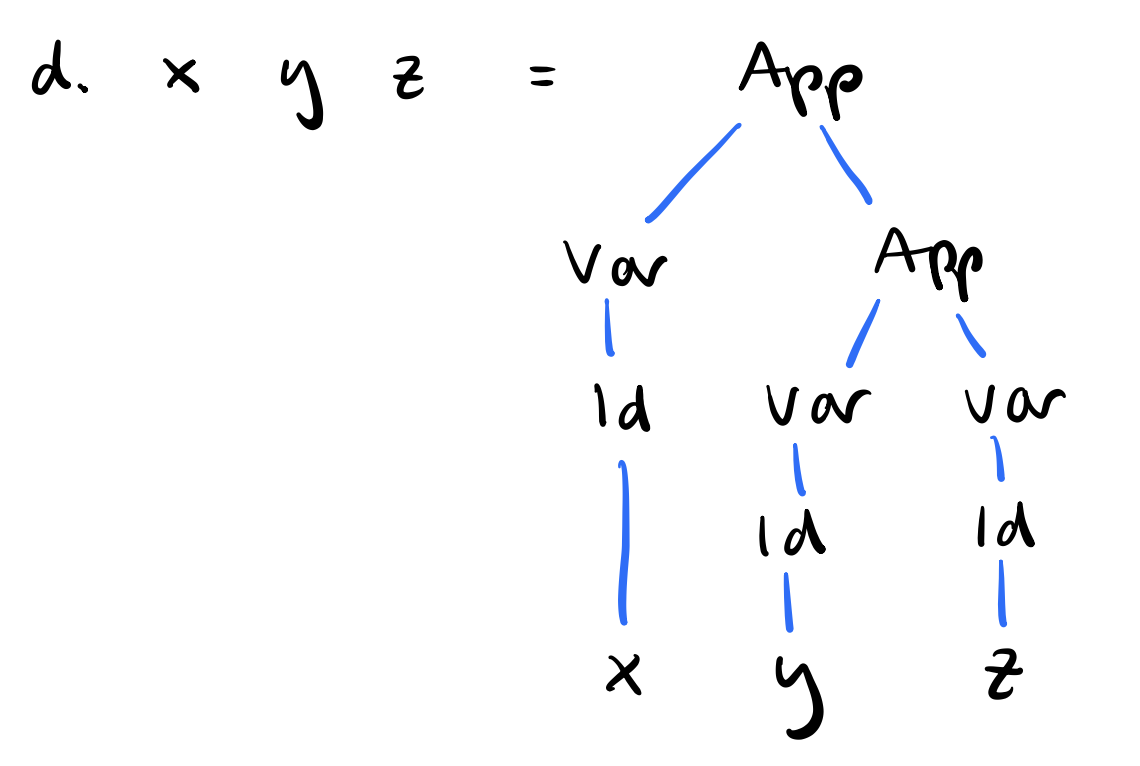 d. x y z = App
Var App
Id Var Var
Id Id
x y z